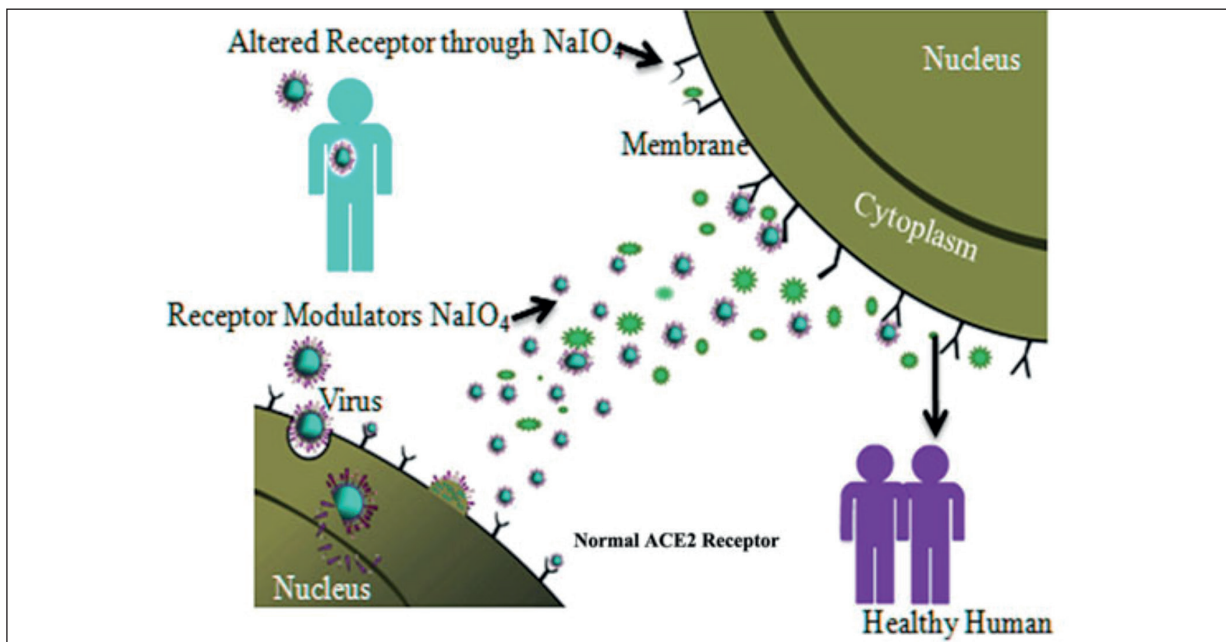 Altered Receptor through NaIO₄
Nucleus
Membrane
Cytoplasm
Receptor Modulators NaIO₄
Virus
Normal ACE2 Receptor
Nucleus
Healthy Human